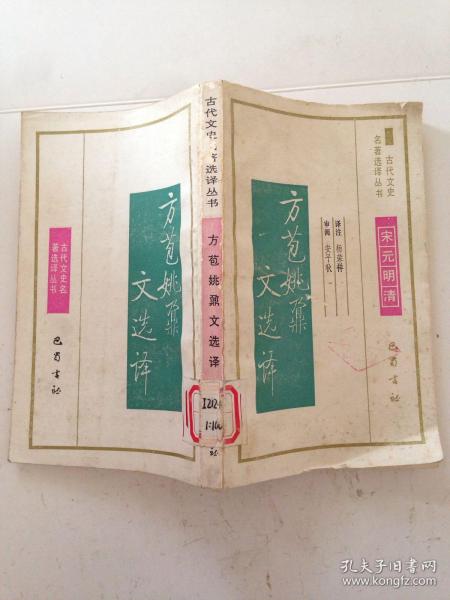 古代文史
名著选译丛书
宋元明清
译注 杨荣祥
审阅 安平秋
方苞姚鼐
文选译
巴蜀书社
古代文史名著选译丛书
方苞姚鼐文选译
I212.4
社
方苞姚鼐
文选译
古代文史名
著选译丛书
巴蜀书社
孔夫子旧书网
www.kongfz.com